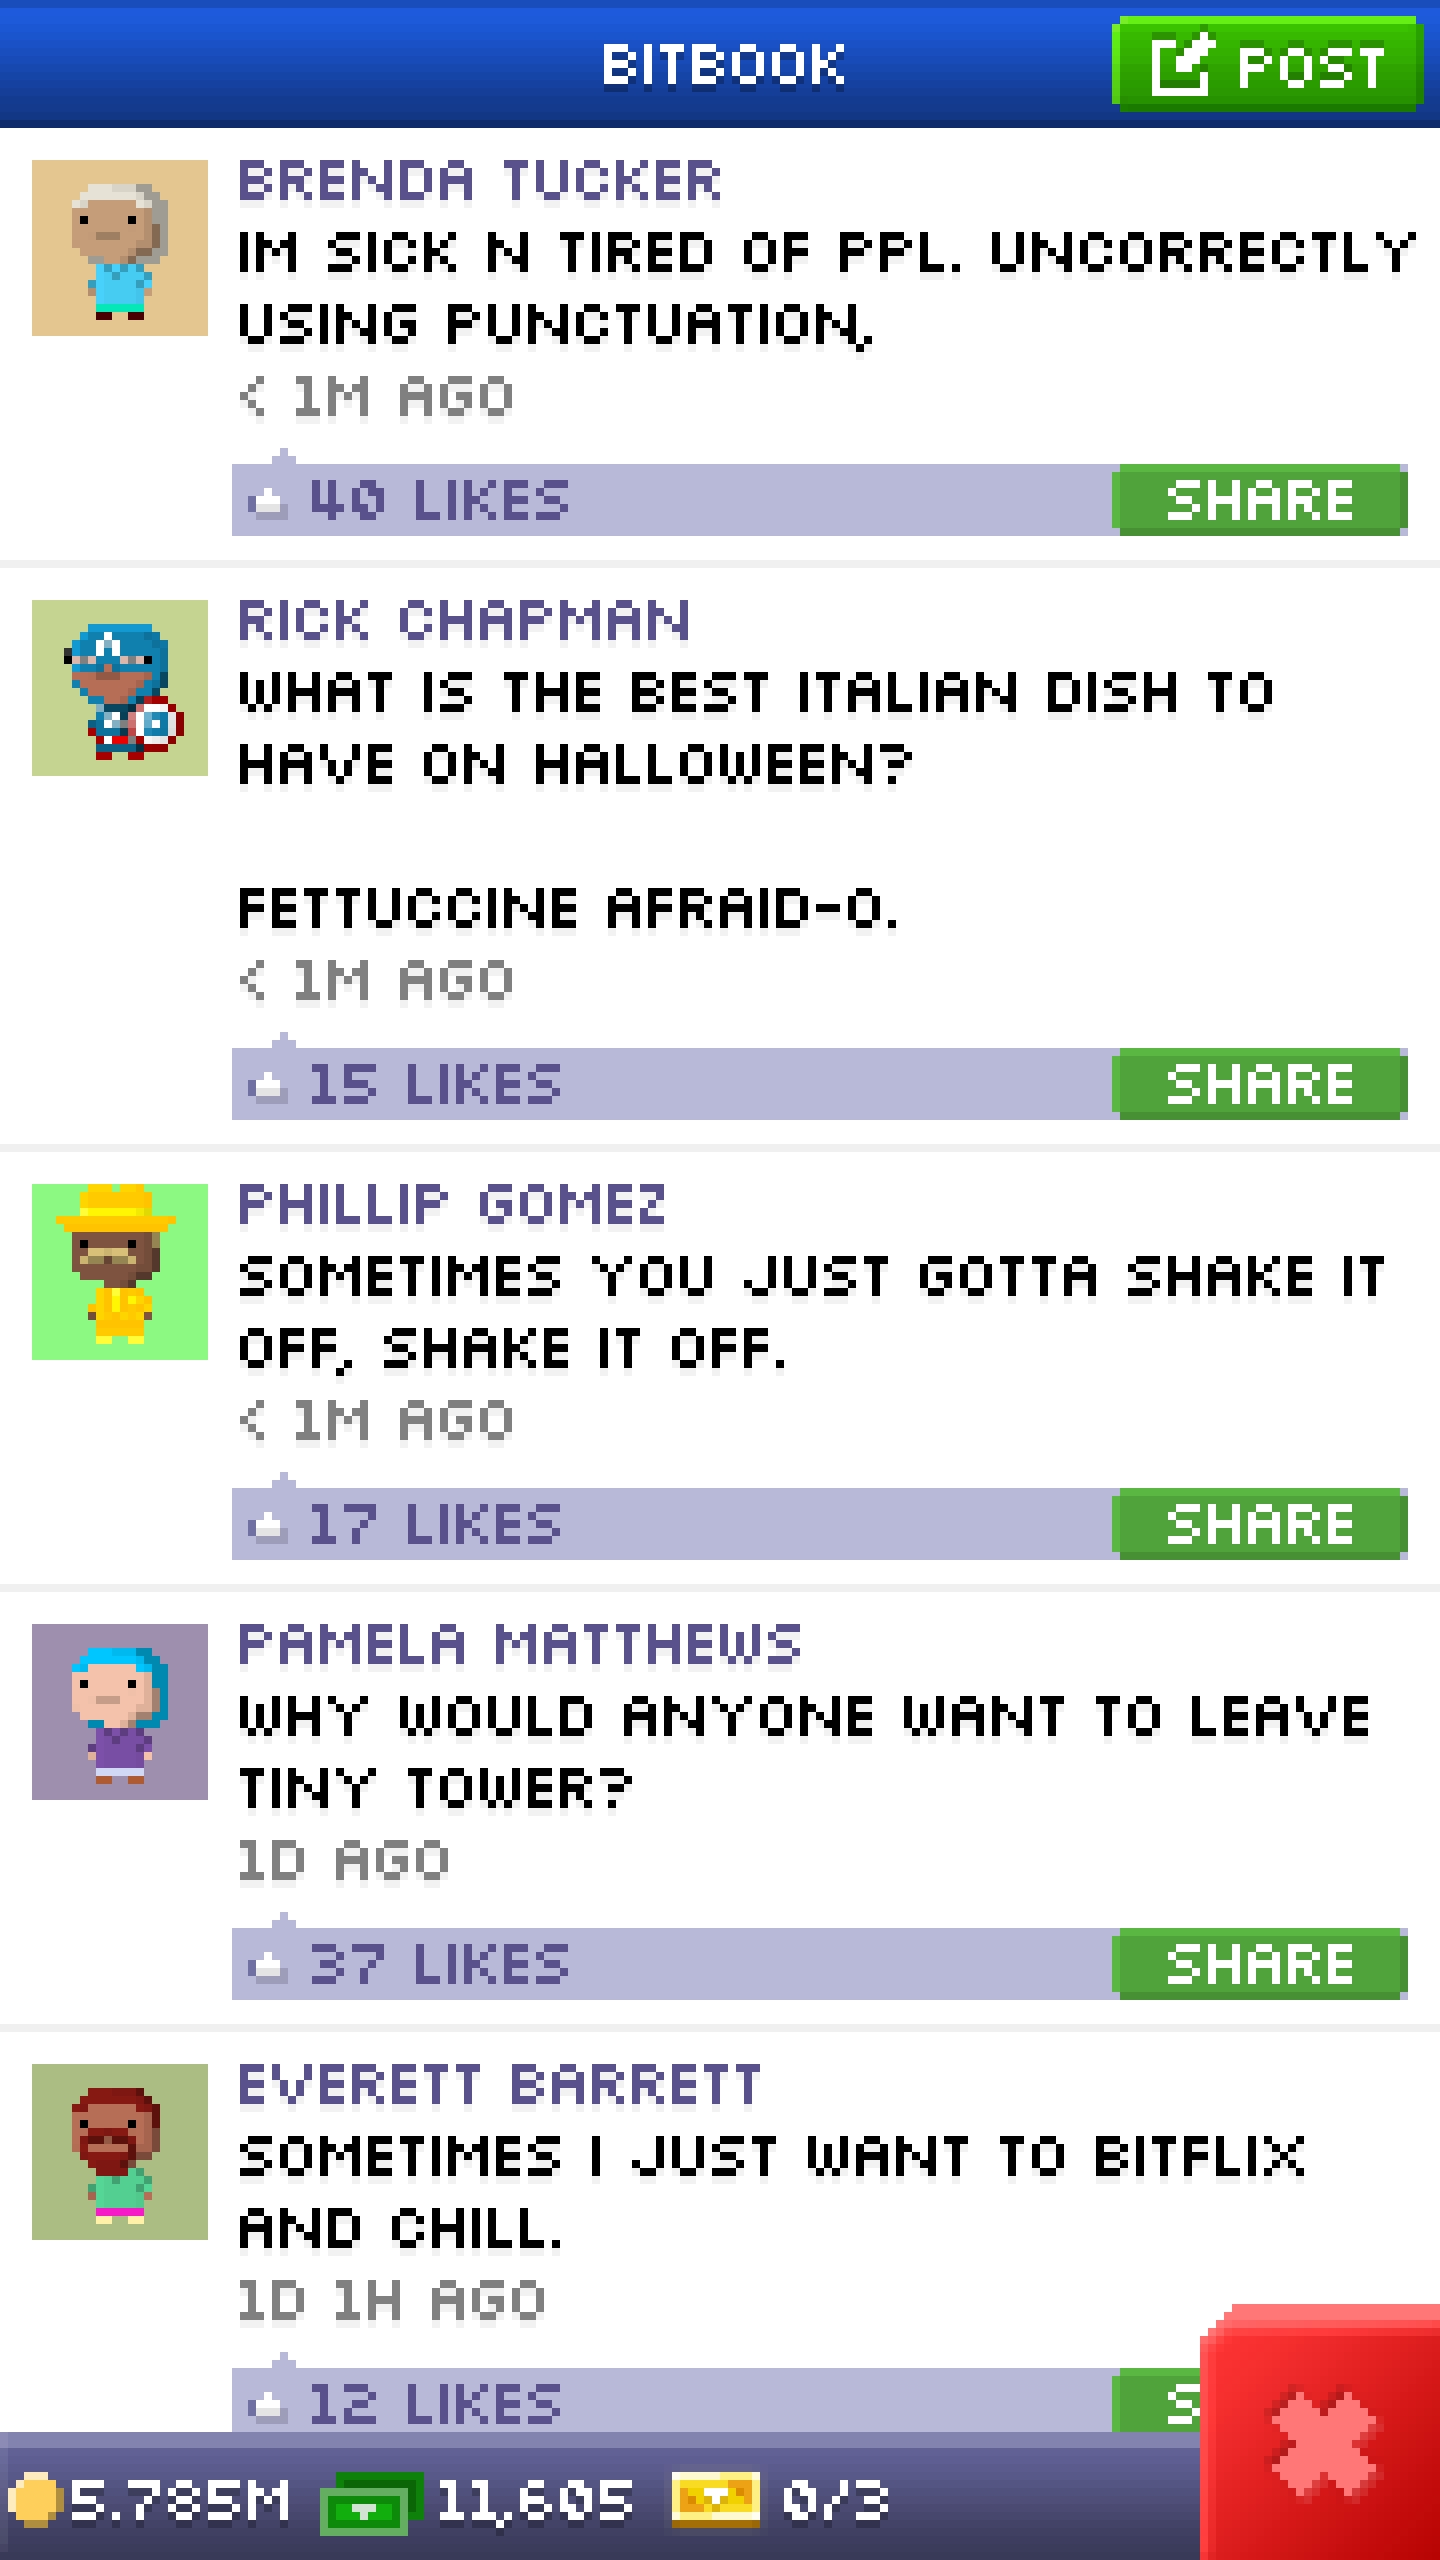 BITBOOK
POST
BRENDA TUCKER
IM SICK N TIRED OF PPL. UNCORRECTLY
USING PUNCTUATION,
< 1M AGO
40 LIKES
SHARE
RICK CHAPMAN
WHAT IS THE BEST ITALIAN DISH TO
HAVE ON HALLOWEEN?
FETTUCCINE AFRAID-O.
< 1M AGO
15 LIKES
SHARE
PHILLIP GOMEZ
SOMETIMES YOU JUST GOTTA SHAKE IT
OFF, SHAKE IT OFF.
< 1M AGO
17 LIKES
SHARE
PAMELA MATTHEWS
WHY WOULD ANYONE WANT TO LEAVE
TINY TOWER?
1D AGO
37 LIKES
SHARE
EVERETT BARRETT
SOMETIMES I JUST WANT TO BITFLIX
AND CHILL.
1D 1H AGO
12 LIKES
5.785M
11,605
0/3